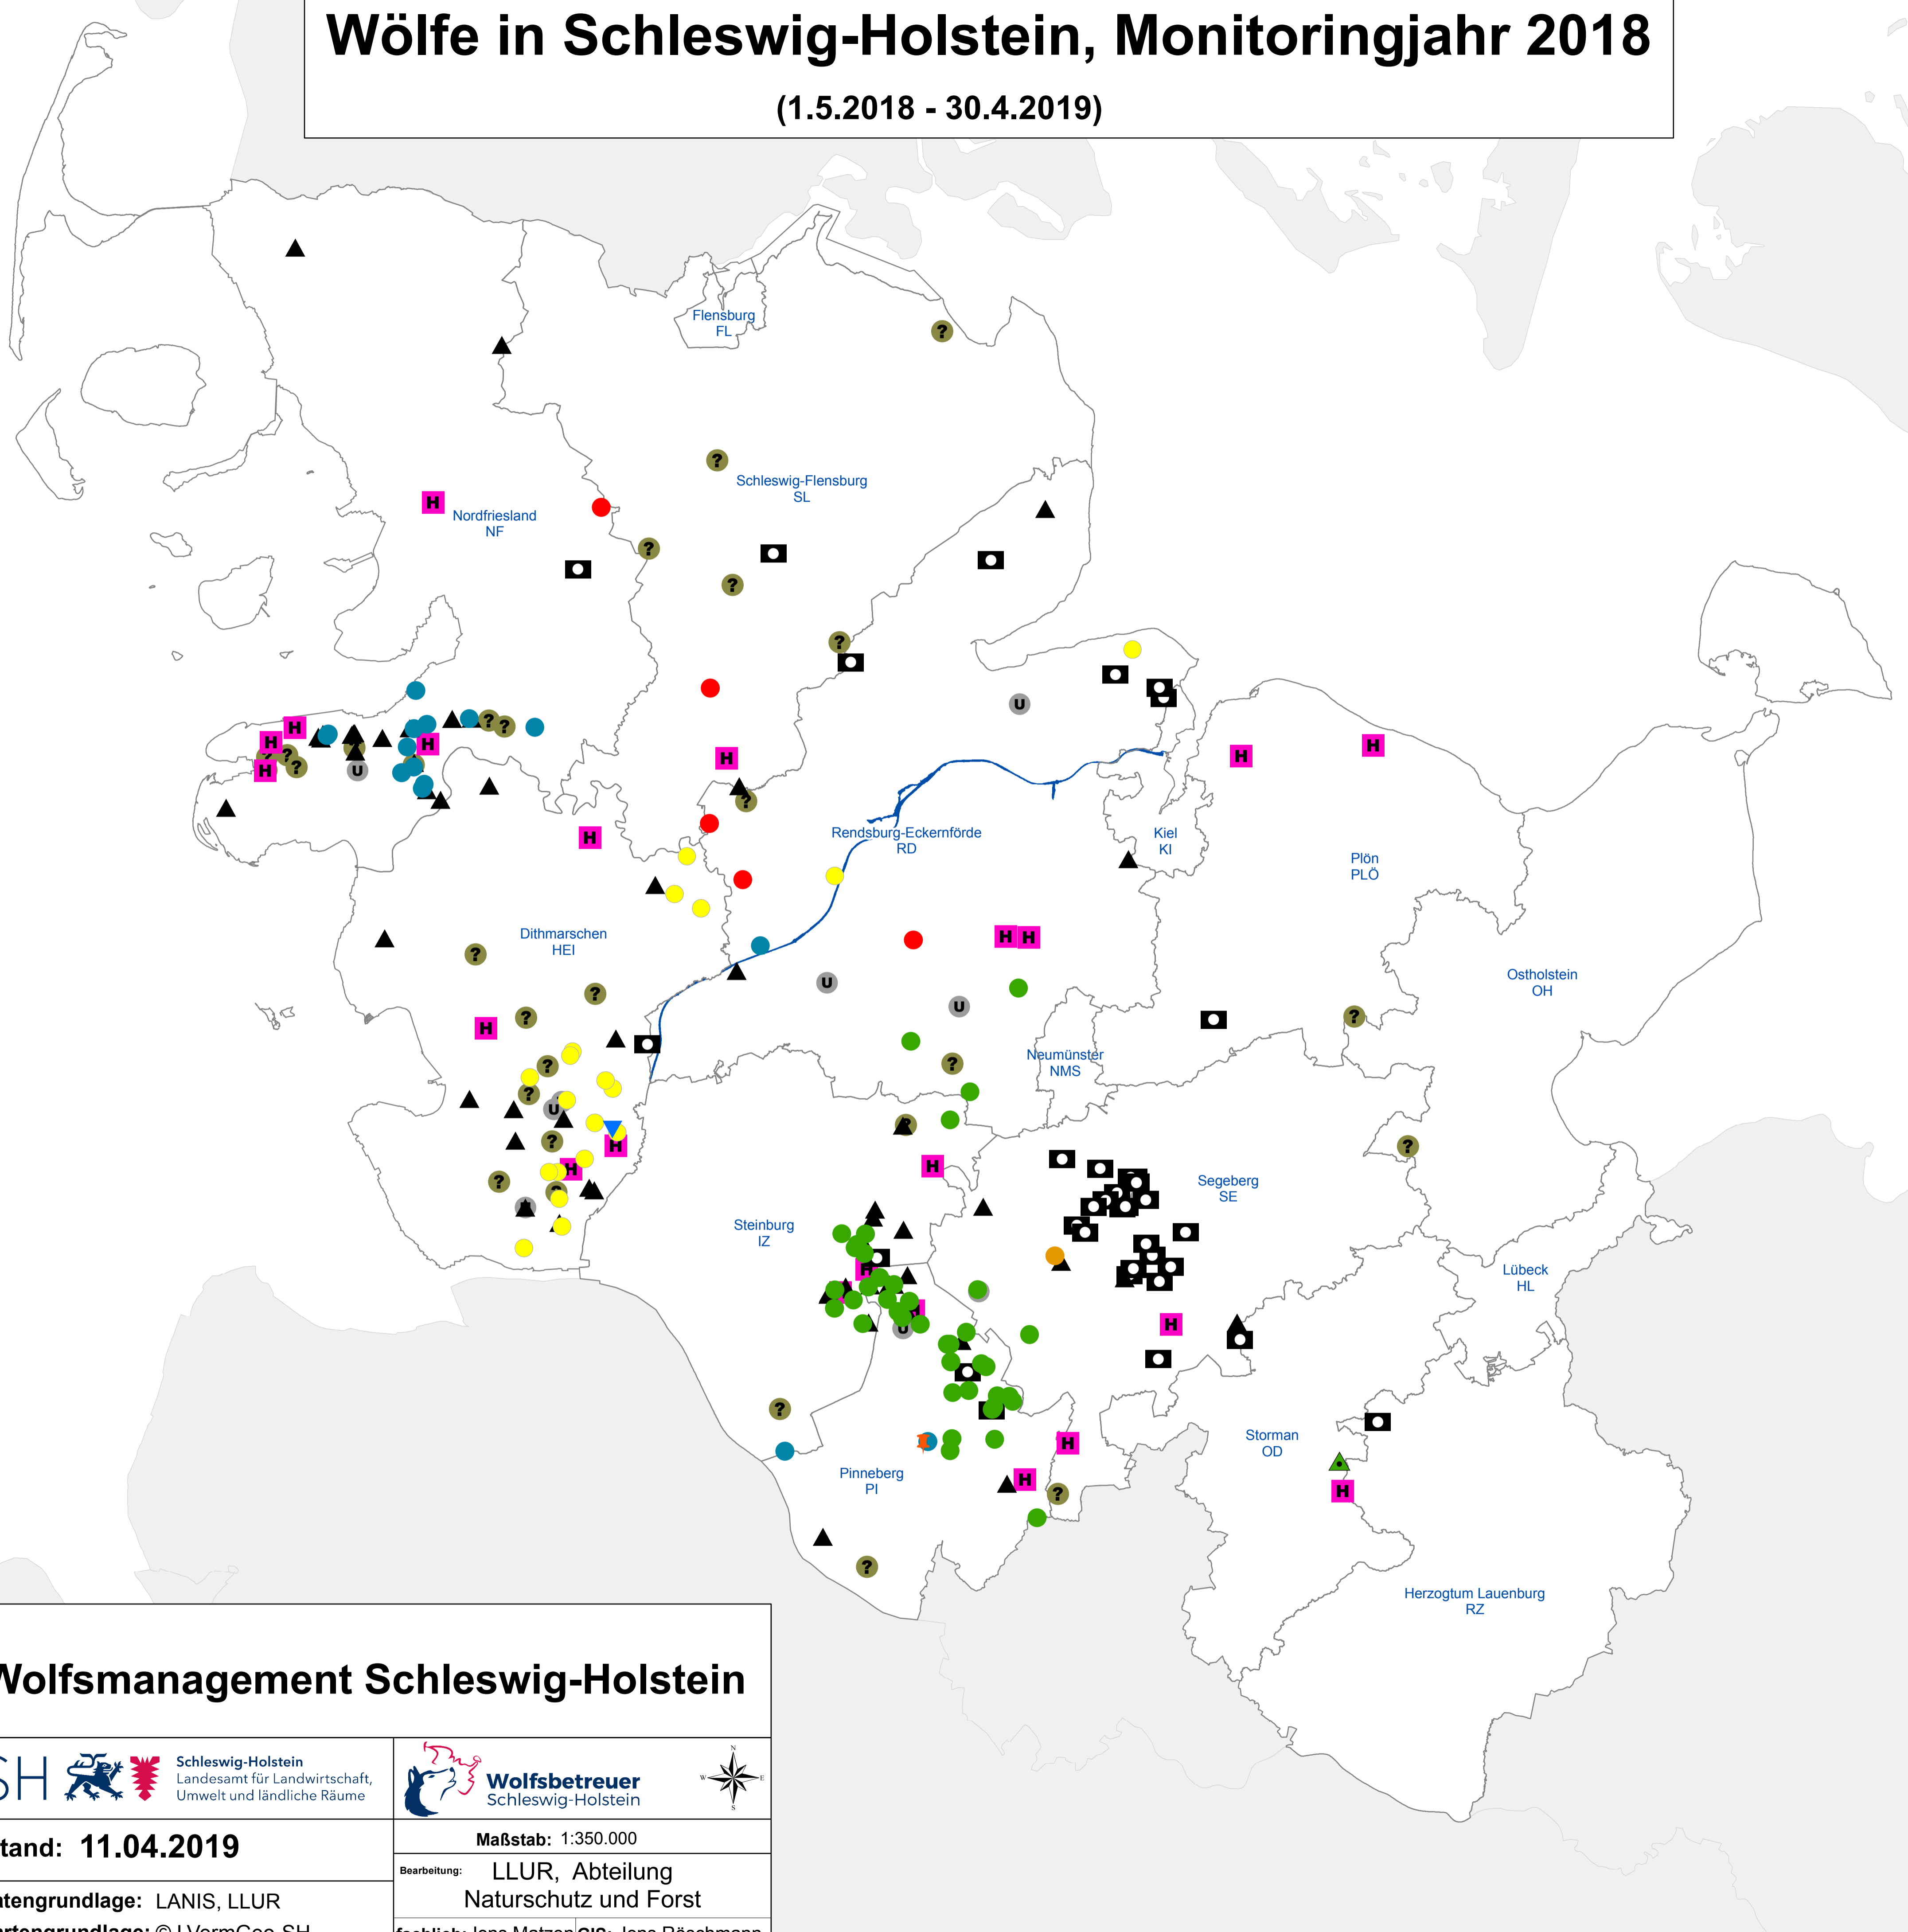 Wölfe in Schleswig-Holstein, Monitoringjahr 2018
(1.5.2018 - 30.4.2019)
Flensburg
FL
Schleswig-Flensburg
SL
Nordfriesland
NF
Rendsburg-Eckernförde
RD
Kiel
KI
Plön
PLÖ
Dithmarschen
HEI
Ostholstein
OH
Neumünster
NMS
Segeberg
SE
Steinburg
IZ
Lübeck
HL
Storman
OD
Pinneberg
PI
Herzogtum Lauenburg
RZ
Wolfsmanagement Schleswig-Holstein
SH
Schleswig-Holstein
Landesamt für Landwirtschaft,
Umwelt und ländliche Räume
Wolfsbetreuer
Schleswig-Holstein
N
W E
S
tand: 11.04.2019
Maßstab: 1:350.000
Bearbeitung: LLUR, Abteilung
Naturschutz und Forst
atengrundlage: LANIS, LLUR